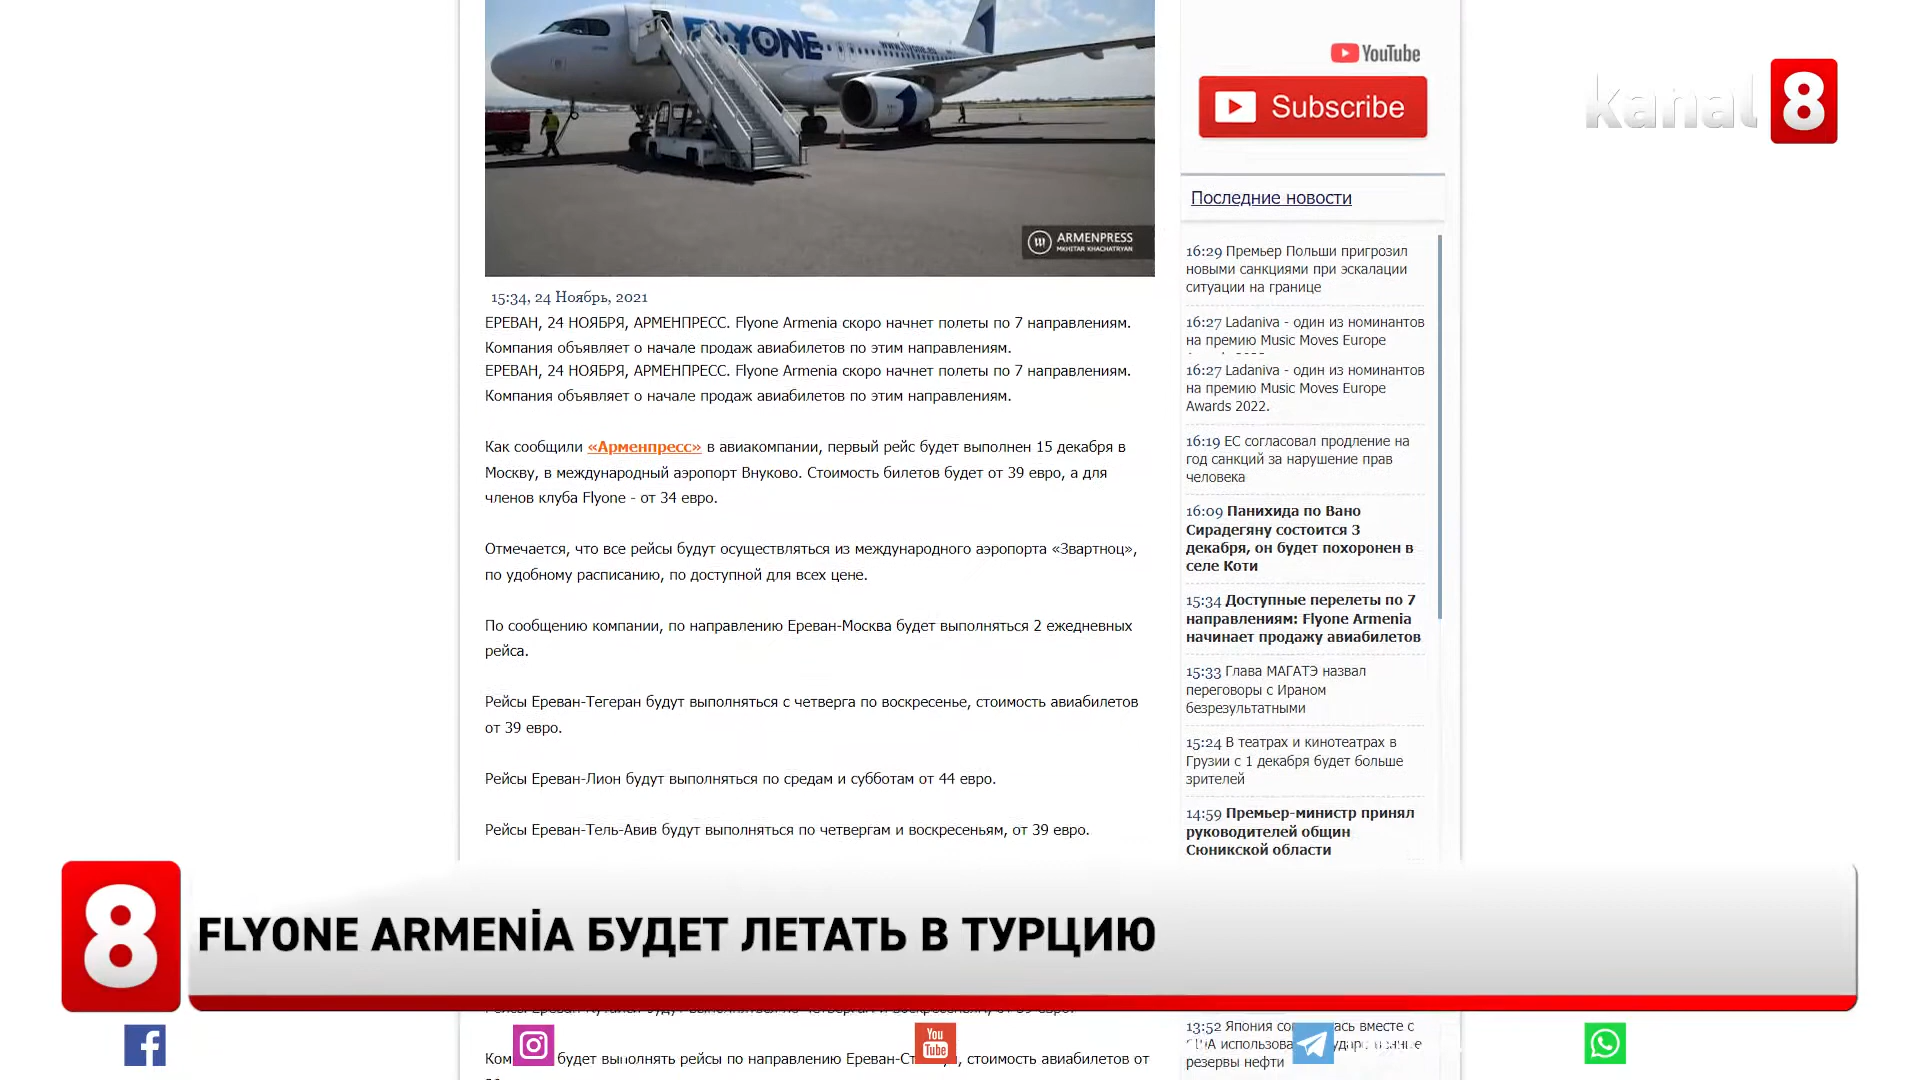 FLYONE
www.flyone.eu
ARMENPRESS
MKHITAR KHACHATRYAN
15:34, 24 Ноябрь, 2021
ЕРЕВАН, 24 НОЯБРЯ, АРМЕНПРЕСС. Flyone Armenia скоро начнет полеты по 7 направлениям.
Компания объявляет о начале продаж авиабилетов по этим направлениям.
ЕРЕВАН, 24 НОЯБРЯ, АРМЕНПРЕСС. Flyone Armenia скоро начнет полеты по 7 направлениям.
Компания объявляет о начале продаж авиабилетов по этим направлениям.
Как сообщили «Арменпресс» в авиакомпании, первый рейс будет выполнен 15 декабря в
Москву, в международный аэропорт Внуково. Стоимость билетов будет от 39 евро, а для
членов клуба Flyone - от 34 евро.
Отмечается, что все рейсы будут осуществляться из международного аэропорта «Звартноц»,
по удобному расписанию, по доступной для всех цене.
По сообщению компании, по направлению Ереван-Москва будет выполняться 2 ежедневных
рейса.
Рейсы Ереван-Тегеран будут выполняться с четверга по воскресенье, стоимость авиабилетов
от 39 евро.
Рейсы Ереван-Лион будут выполняться по средам и субботам от 44 евро.
Рейсы Ереван-Тель-Авив будут выполняться по четвергам и воскресеньям, от 39 евро.
YouTube
Subscribe
Последние новости
16:29 Премьер Польши пригрозил
новыми санкциями при эскалации
ситуации на границе
16:27 Ladaniva - один из номинантов
на премию Music Moves Europe
16:27 Ladaniva - один из номинантов
на премию Music Moves Europe
Awards 2022.
16:19 ЕС согласовал продление на
год санкций за нарушение прав
человека
16:09 Панихида по Вано
Сирадегяну состоится 3
декабря, он будет похоронен в
селе Коти
15:34 Доступные перелеты по 7
направлениям: Flyone Armenia
начинает продажу авиабилетов
15:33 Глава МАГАТЭ назвал
переговоры с Ираном
безрезультатными
15:24 В театрах и кинотеатрах в
Грузии с 1 декабря будет больше
зрителей
14:59 Премьер-министр принял
руководителей общин
Сюникской области
kanal 8
8 FLYONE ARMENİA БУДЕТ ЛЕТАТЬ В ТУРЦИЮ
будет выполнять рейсы по направлению стоимость авиабилетов от
13:52 Япония вместе с
резервы нефти
You Tube